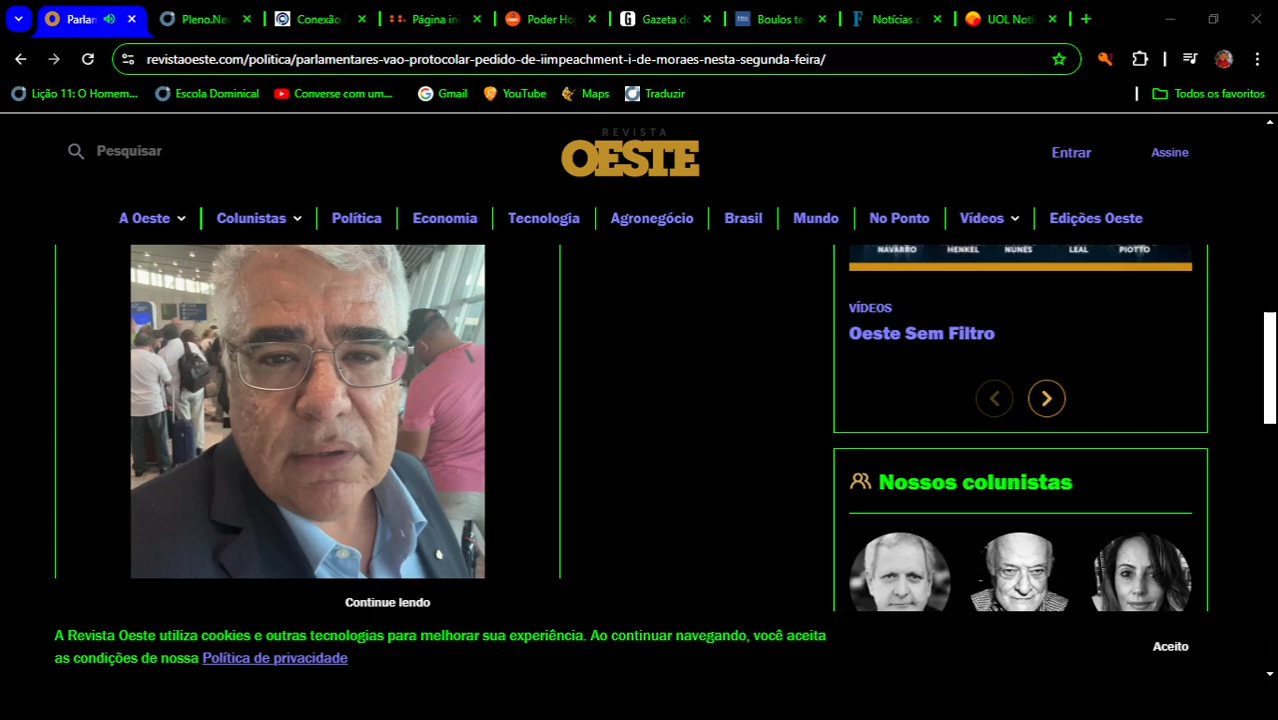 Parlan
Pleno.Nev
Conexão
Página ini
Poder Ho
Gazeta do
Boulos te
Notícias d
UOL Notí
revistaoeste.com/politica/parlamentares-vao-protocolar-pedido-de-iimpeachment-i-de-moraes-nesta-segunda-feira/
Lição 11: O Homem...
Escola Dominical
Converse com um...
Gmail
YouTube
Maps
Traduzir
Todos os favoritos
Pesquisar
REVISTA
OESTE
Entrar
Assine
A Oeste
Colunistas
Política
Economia
Tecnologia
Agronegócio
Brasil
Mundo
No Ponto
Vídeos
Edições Oeste
NAVARRO
HENKEL
NUNES
LEAL
PIOTTO
VÍDEOS
Oeste Sem Filtro
Nossos colunistas
Continue lendo
A Revista Oeste utiliza cookies e outras tecnologias para melhorar sua experiência. Ao continuar navegando, você aceita
as condições de nossa Política de privacidade
Aceito